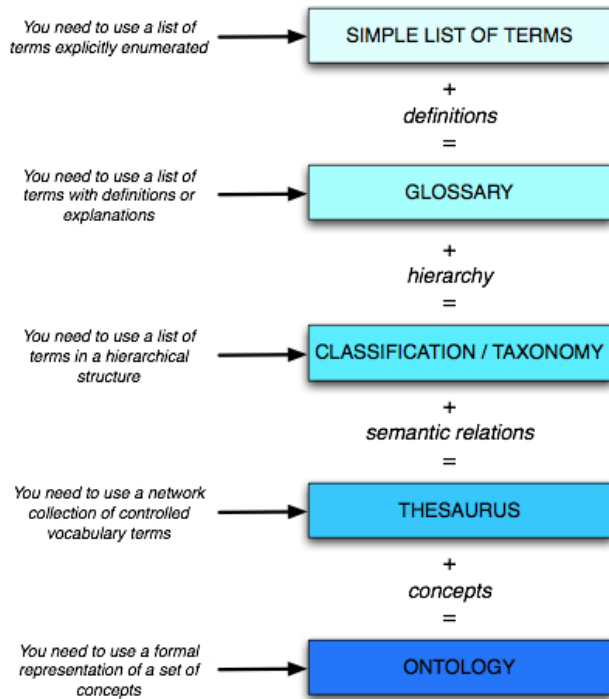 You need to use a list of
terms explicitly enumerated
SIMPLE LIST OF TERMS
+
definitions
=
You need to use a list of
terms with definitions or
explanations
GLOSSARY
+
hierarchy
=
You need to use a list of
terms in a hierarchical
structure
CLASSIFICATION / TAXONOMY
+
semantic relations
=
You need to use a network
collection of controlled
vocabulary terms
THESAURUS
+
concepts
=
You need to use a formal
representation of a set of
concepts
ONTOLOGY